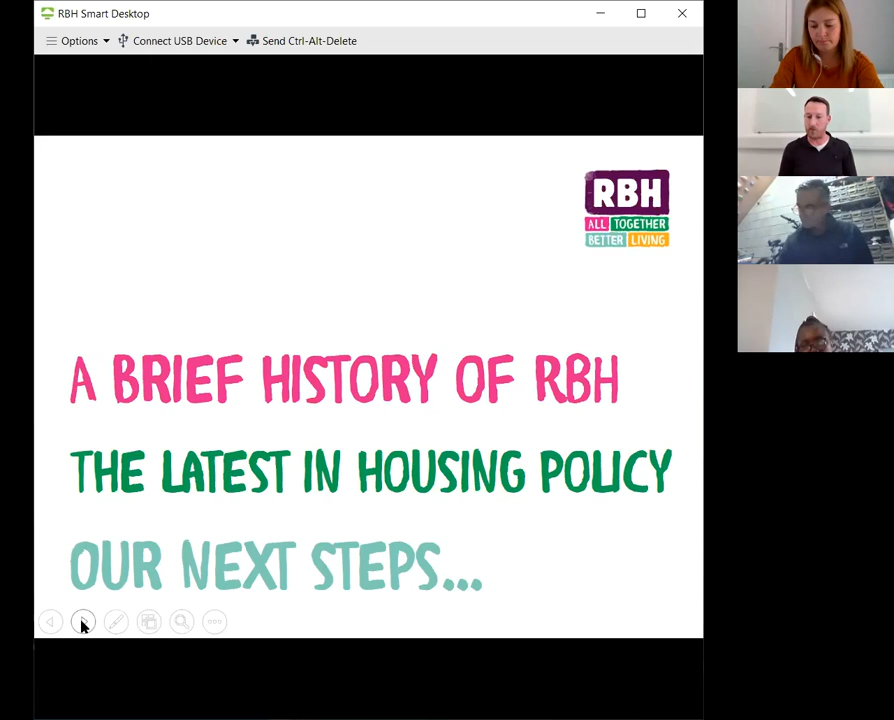 RBH Smart Desktop
Options Connect USB Device Send Ctrl-Alt-Delete
RBH
ALL TOGETHER
BETTER LIVING
A BRIEF HISTORY OF RBH
THE LATEST IN HOUSING POLICY
OUR NEXT STEPS...